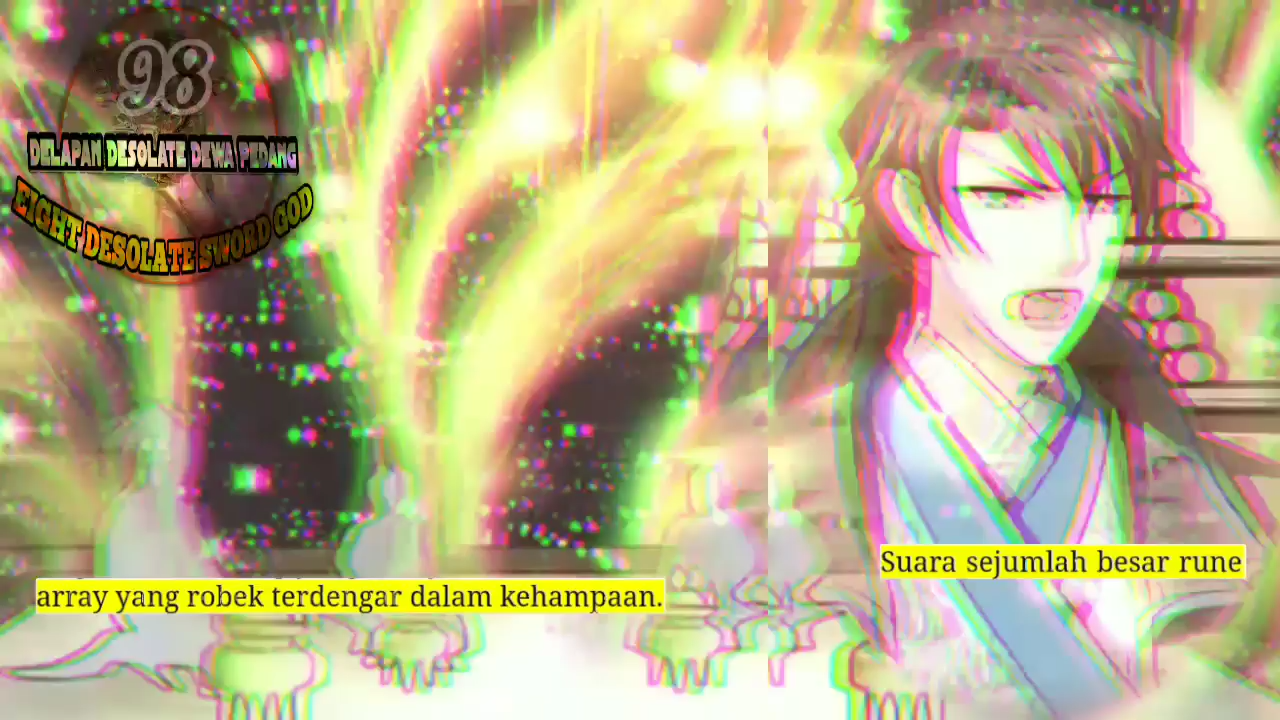 98
DELAPAN DESOLATE DEWA PEDANG
EIGHT DESOLATE SWORD GOD
Suara sejumlah besar rune
array yang robek terdengar dalam kehampaan.